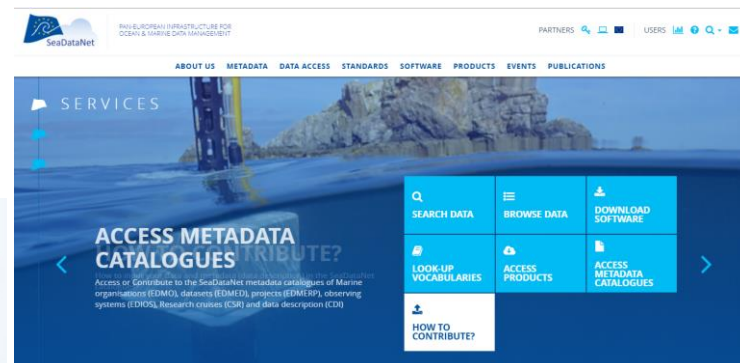 SeaDataNet
PAN-EUROPEAN INFRASTRUCTURE FOR
OCEAN & MARINE DATA MANAGEMENT
PARTNERS
USERS
ABOUT US METADATA DATA ACCESS STANDARDS SOFTWARE PRODUCTS EVENTS PUBLICATIONS
SERVICES
ACCESS METADATA
CATALOGUES
HOW TO CONTRIBUTE?
Access or Contribute to the SeaDataNet metadata catalogues of Marine
organisations (EDMO), datasets (EDMED), projects (EDMERP), observing
systems (EDIOS), Research cruises (CSR) and data description (CDI)
SEARCH DATA
BROWSE DATA
DOWNLOAD
SOFTWARE
LOOK-UP
VOCABULARIES
ACCESS
PRODUCTS
ACCESS
METADATA
CATALOGUES
HOW TO
CONTRIBUTE?